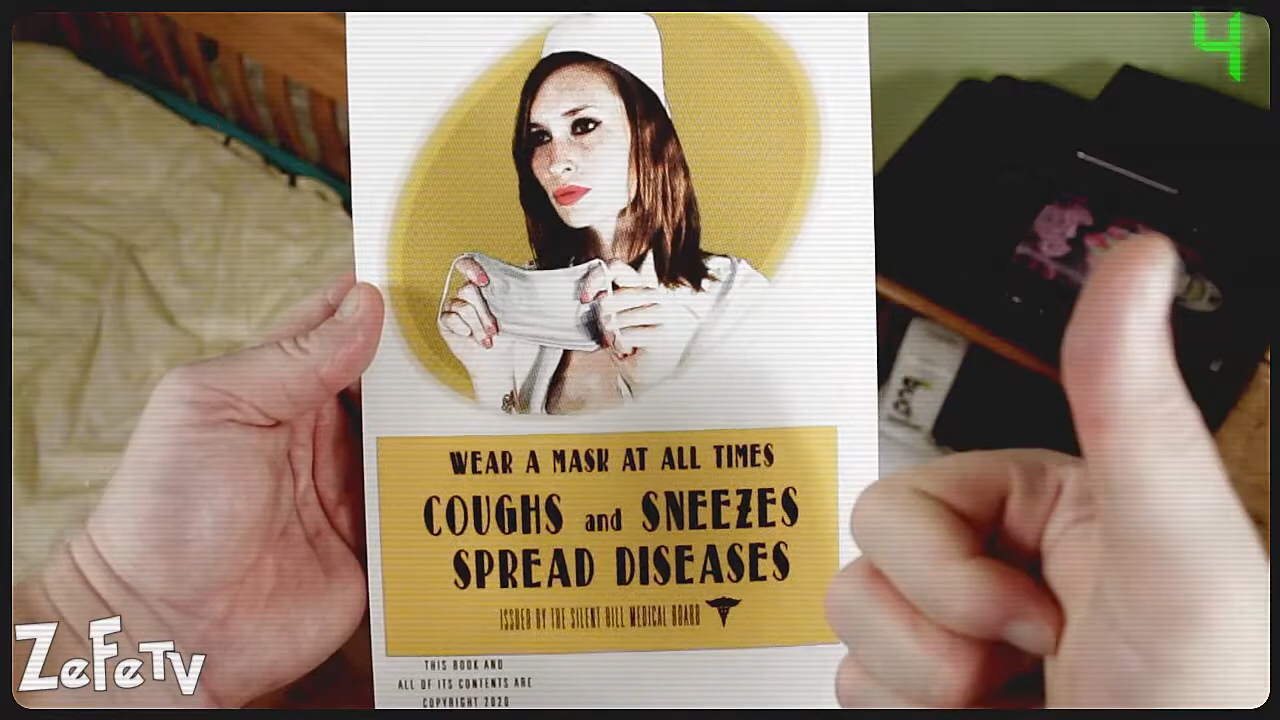 4
WEAR A MASK AT ALL TIMES
COUGHS and SNEEZES
SPREAD DISEASES
ISSUED BY THE SILENT HILL MEDICAL BOARD
THIS BOOK AND
ALL OF ITS CONTENTS ARE
COPYRIGHT 2020
ZeFeTV